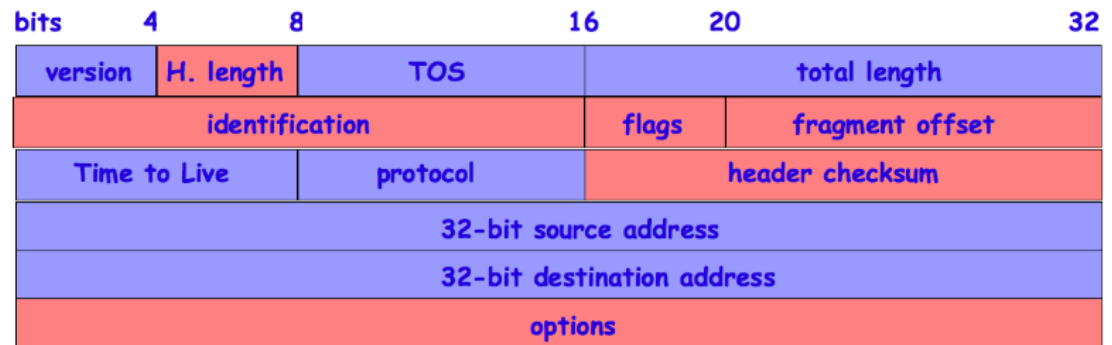 bits 4 8 16 20 32
version H. length TOS total length
identification flags fragment offset
Time to Live protocol header checksum
32-bit source address
32-bit destination address
options